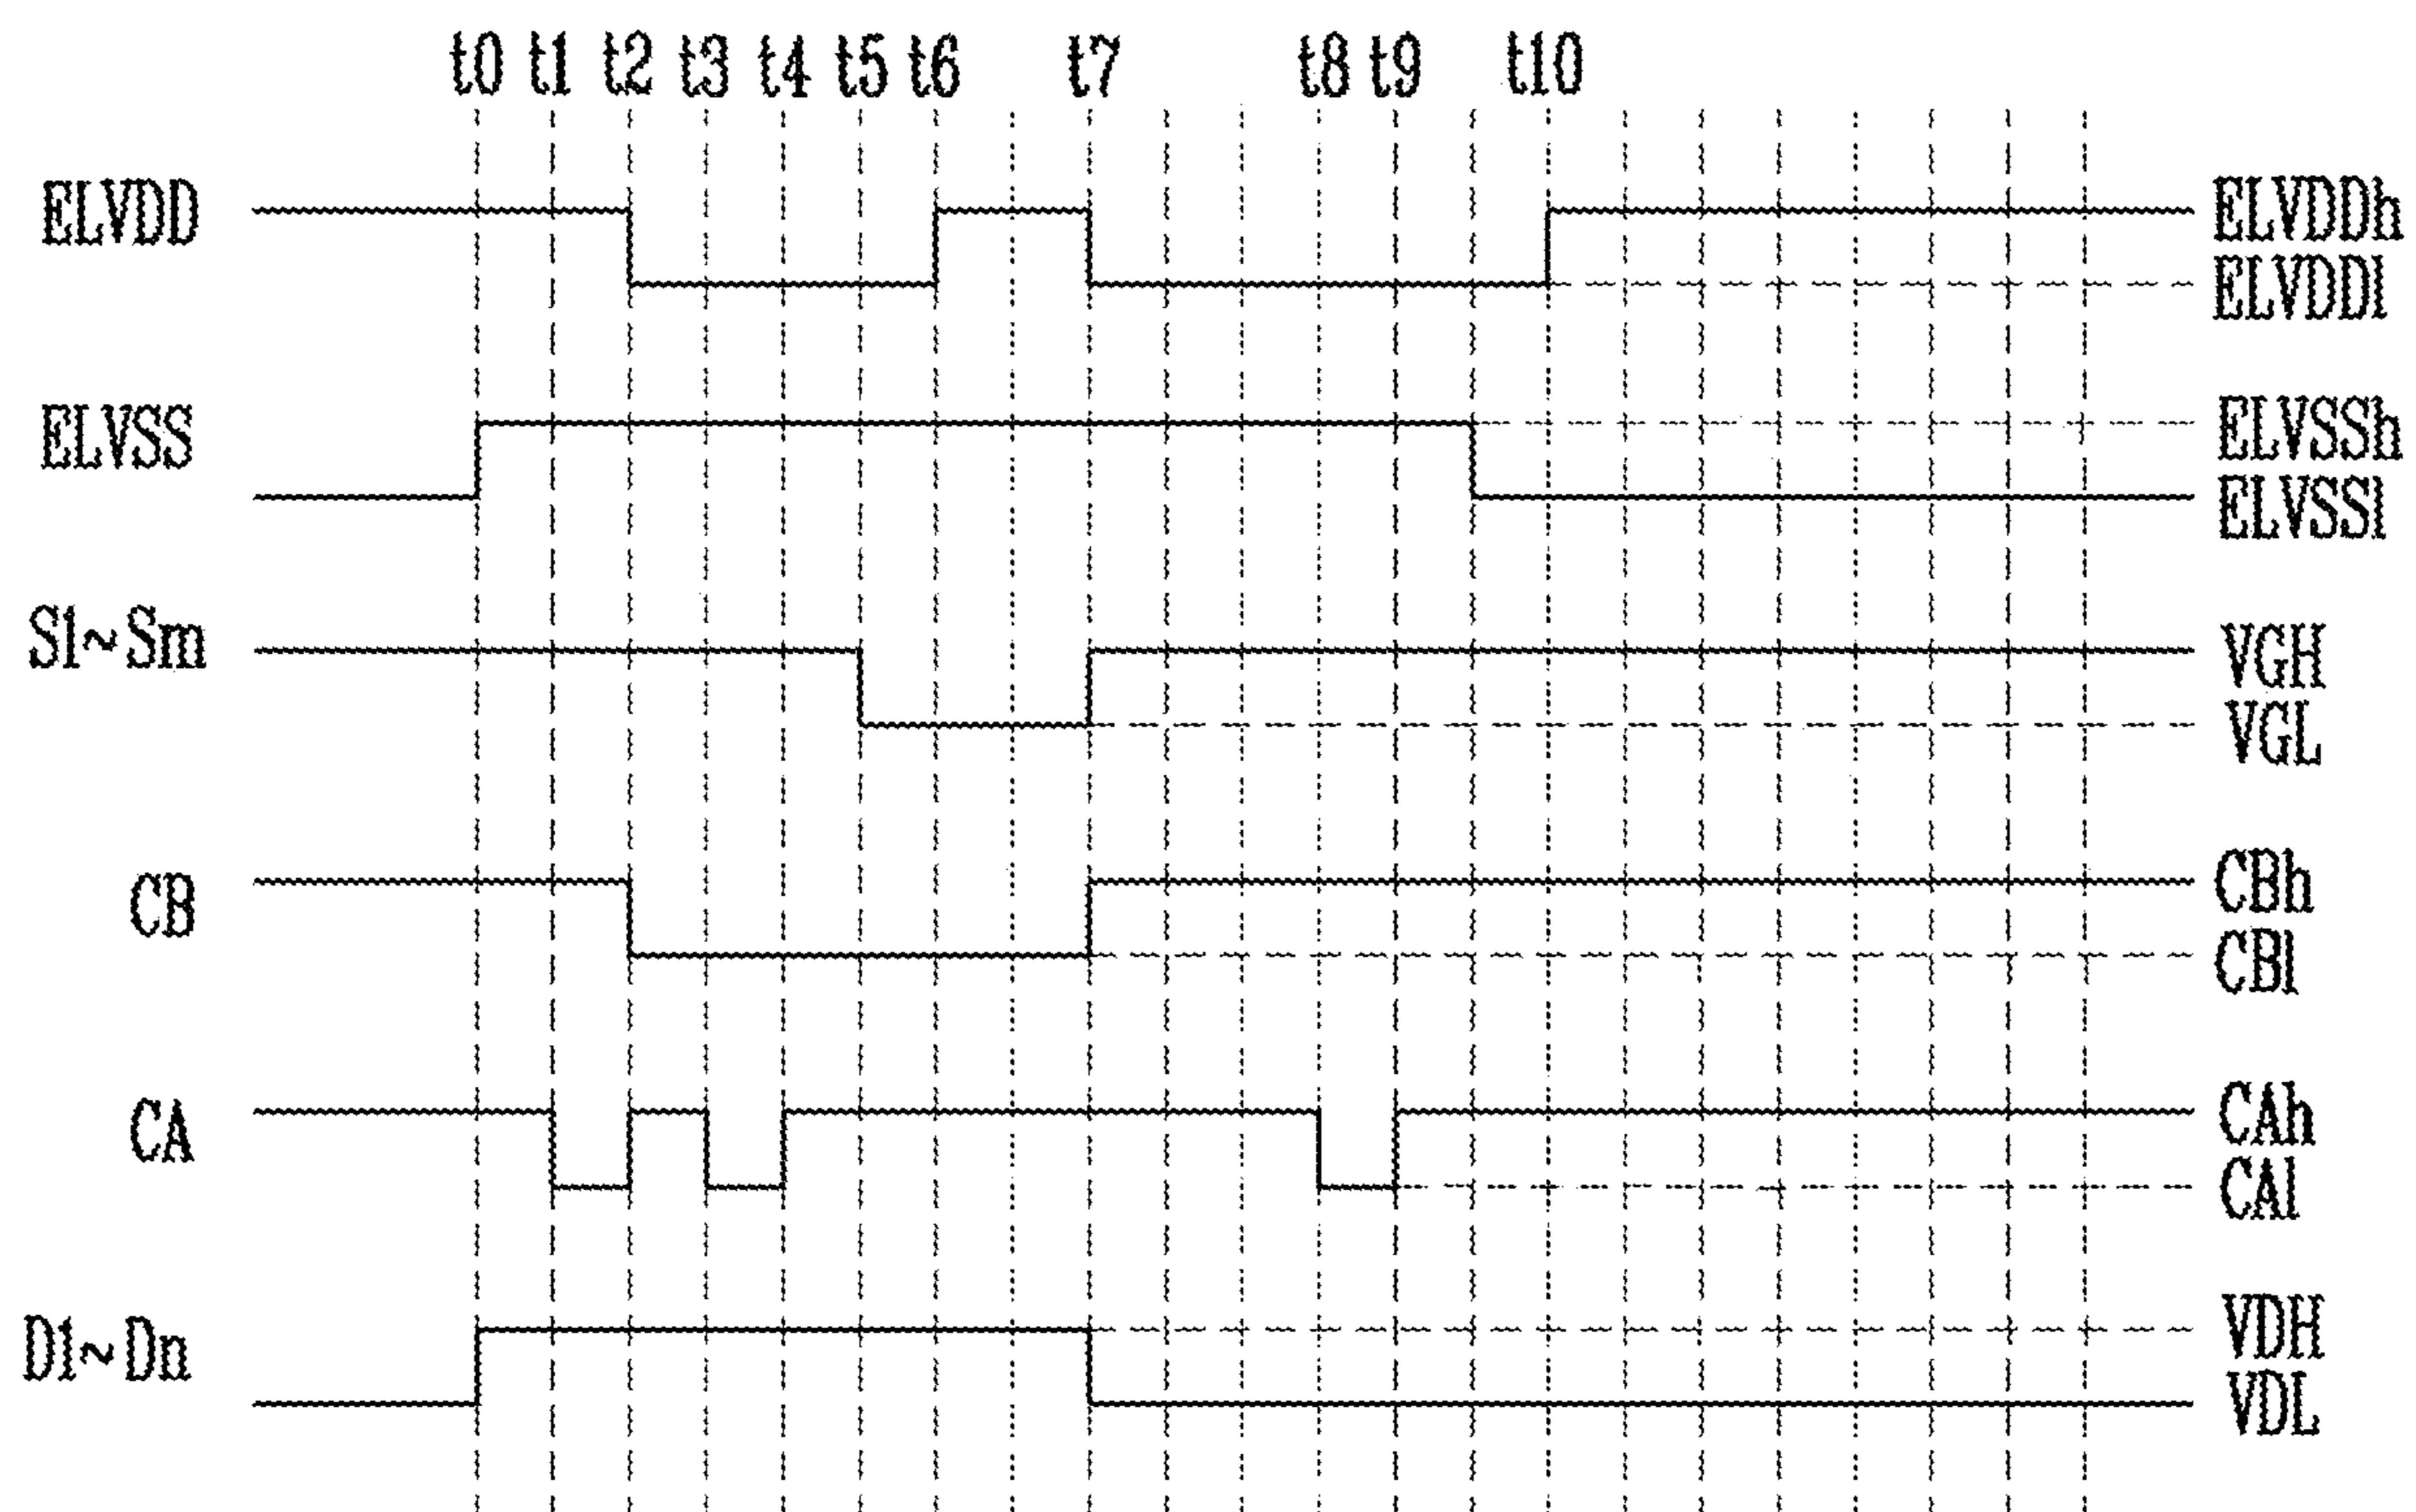 t0 t1 t2 t3 t4 t5 t6 t7 t8 t9 t10
ELVDD ELVDDh
ELVDDl
ELVSS ELVSSh
ELVSSl
S1~Sm VGH
VGL
CB CBh
CBl
CA CAh
CAl
D1~Dn VDH
VDL